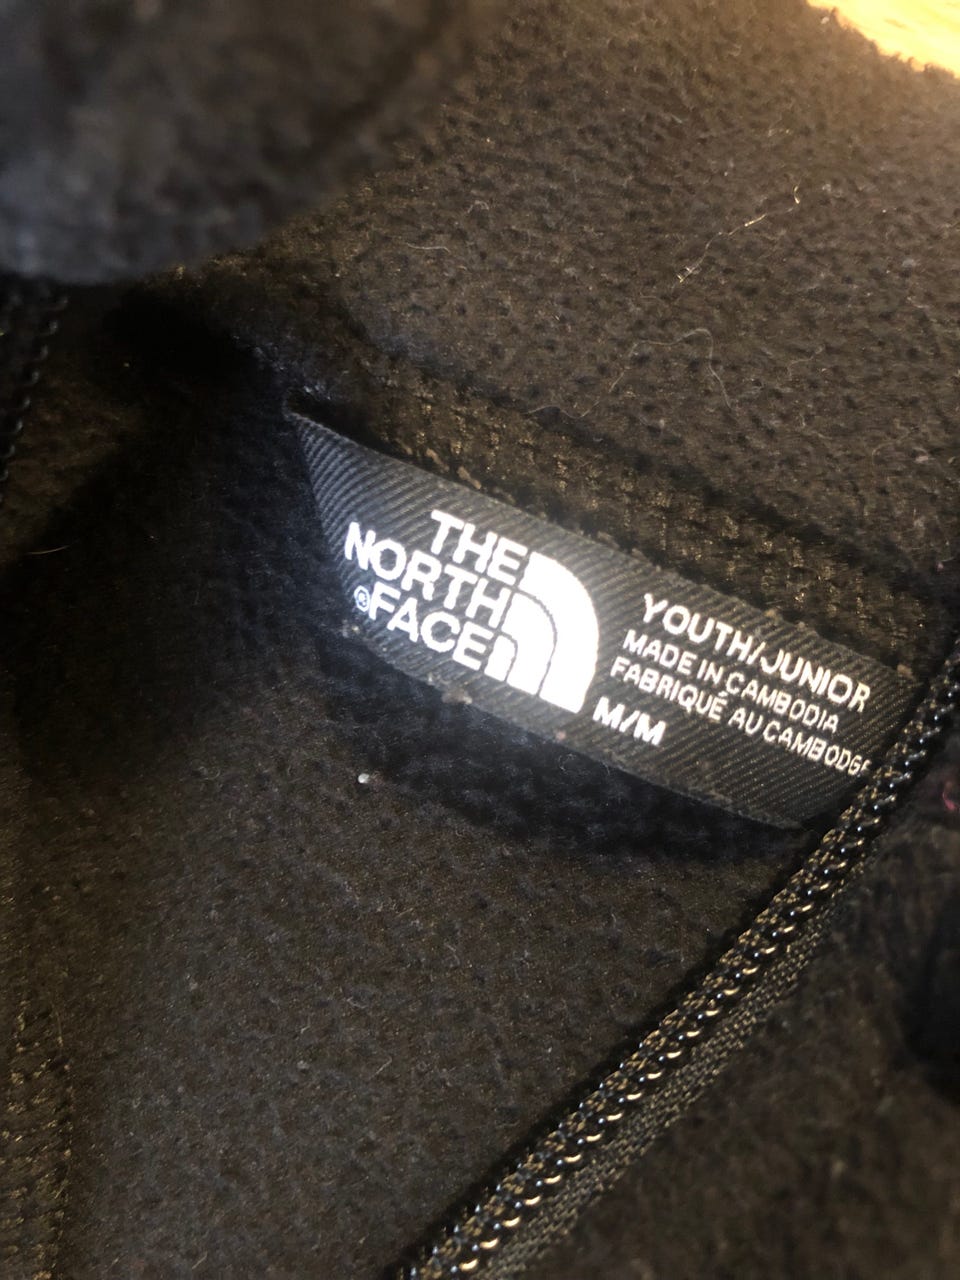 THE
NORTH
®FACE
YOUTH/JUNIOR
MADE IN CAMBODIA
FABRIQUÉ AU CAMBODGE
M/M